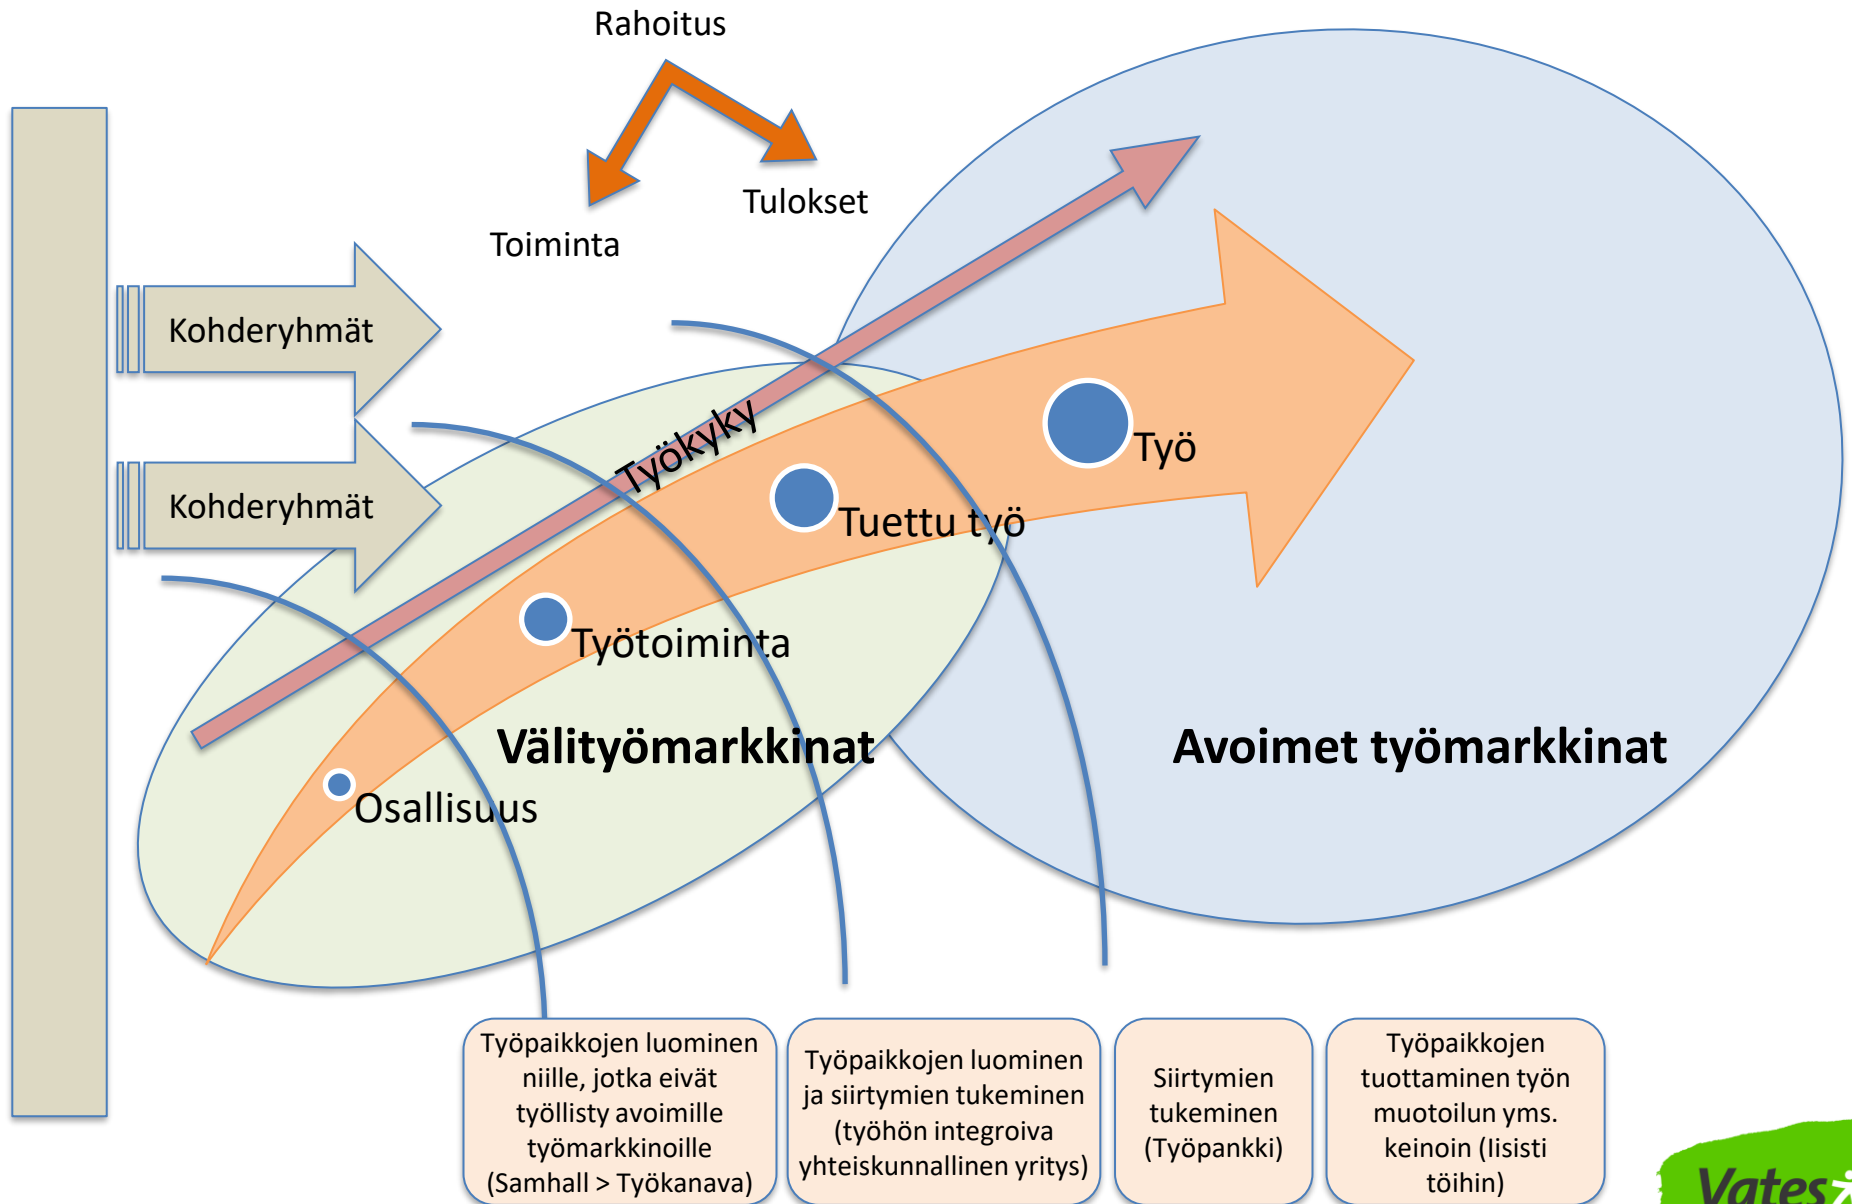 Rahoitus
Tulokset
Toiminta
Kohderyhmät
Kohderyhmät
Työkyky
Työ
Tuettu työ
Työtoiminta
Välityömarkkinat
Avoimet työmarkkinat
Osallisuus
Työpaikkojen luominen
niille, jotka eivät
työllisty avoimille
työmarkkinoille
(Samhall > Työkanava)
Työpaikkojen luominen
ja siirtymien tukeminen
(työhön integroiva
yhteiskunnallinen yritys)
Siirtymien
tukeminen
(Työpankki)
Työpaikkojen
tuottaminen työn
muotoilun yms.
keinoin (Iisisti
töihin)
Vates